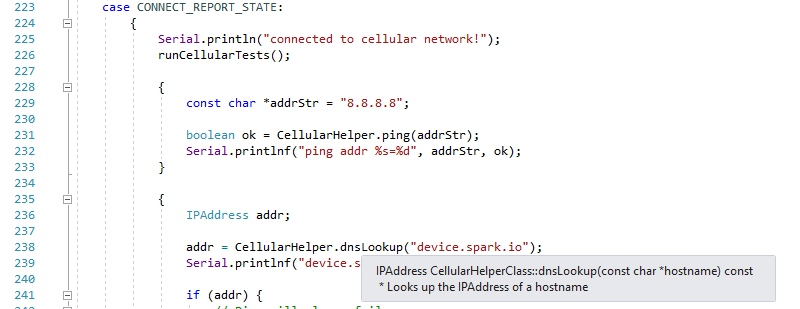 223 case CONNECT_REPORT_STATE:
224 {
225 Serial.println("connected to cellular network!");
226 runCellularTests();
227
228 {
229 const char *addrStr = "8.8.8.8";
230
231 boolean ok = CellularHelper.ping(addrStr);
232 Serial.printlnf("ping addr %s=%d", addrStr, ok);
233 }
234
235 {
236 IPAddress addr;
237
238 addr = CellularHelper.dnsLookup("device.spark.io");
239 Serial.printlnf("device.s
IPAddress CellularHelperClass::dnsLookup(const char *hostname) const
* Looks up the IPAddress of a hostname
240
241 if (addr) {